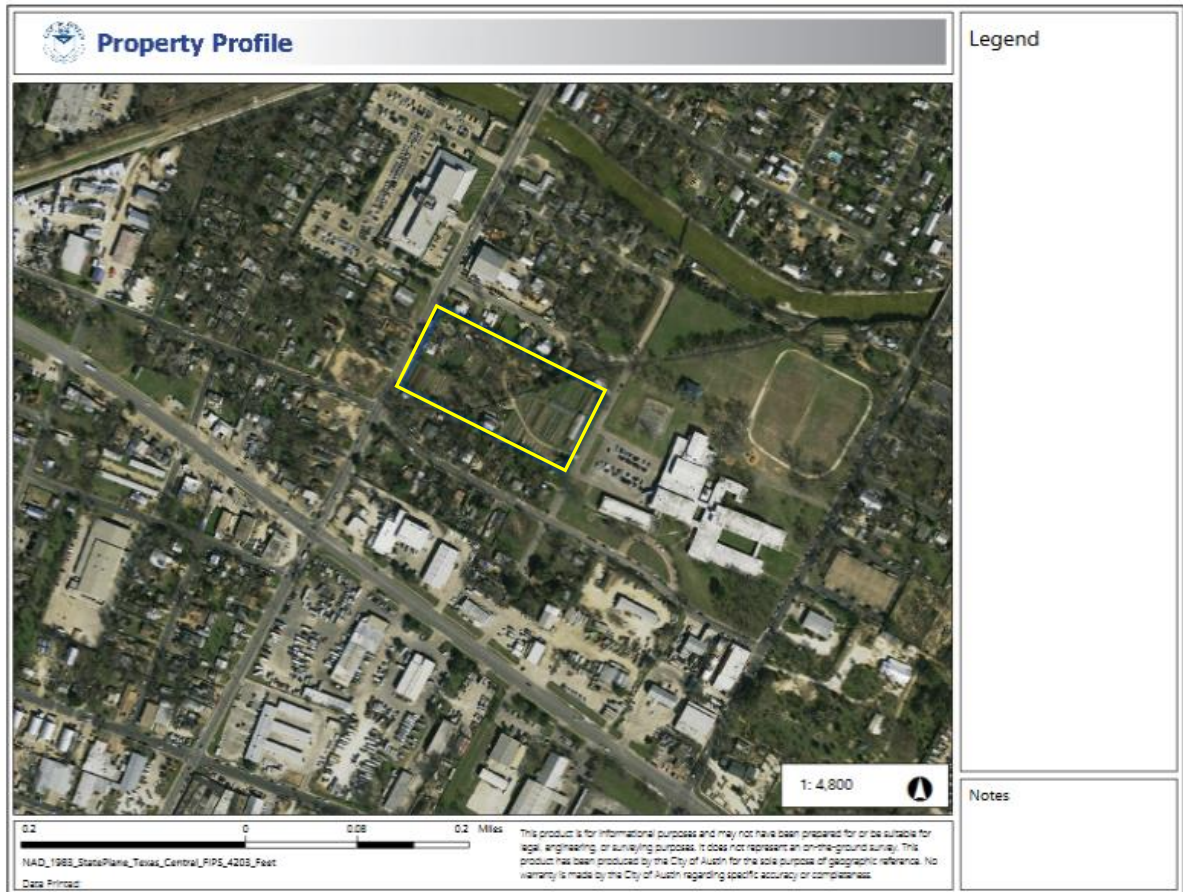 Property Profile
Legend
1: 4,800
Notes
0.2 0 0.08 0.2 Miles
NAD_1983_StatePlane_Texas_Central_FIPS_4203_Feet
Date Printed:
This product is for informational purposes and may not have been prepared for or be suitable for
legal, engineering, or surveying purposes. It does not represent an on-the-ground survey. This
product has been produced by the City of Austin for the sole purpose of geographic reference. No
warranty is made by the City of Austin regarding specific accuracy or completeness.